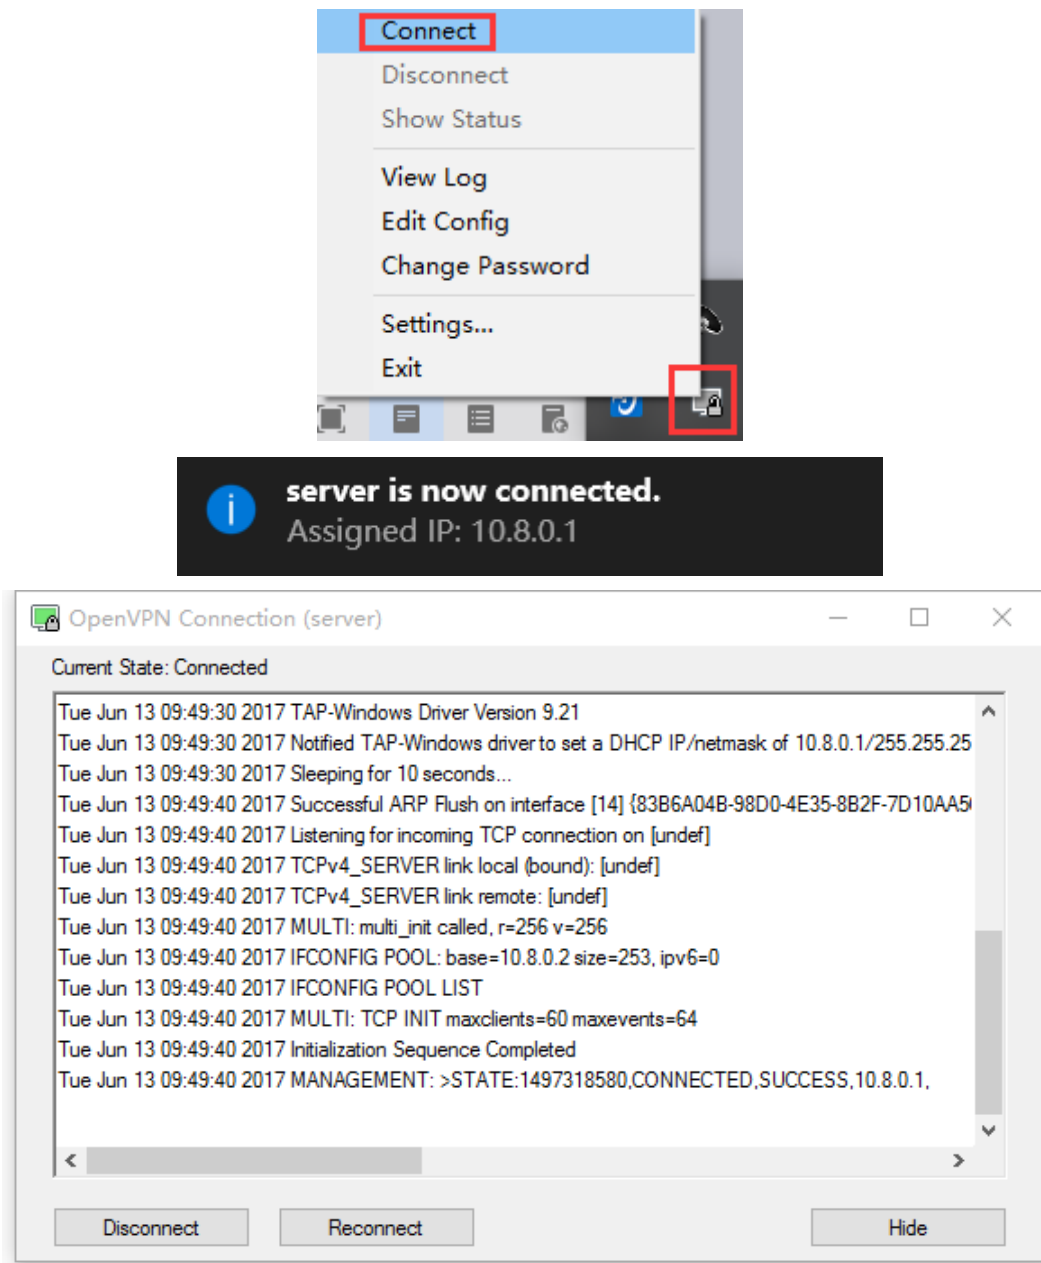 Connect
Disconnect
Show Status
View Log
Edit Config
Change Password
Settings...
Exit
server is now connected.
Assigned IP: 10.8.0.1
OpenVPN Connection (server)
Current State: Connected
Tue Jun 13 09:49:30 2017 TAP-Windows Driver Version 9.21
Tue Jun 13 09:49:30 2017 Notified TAP-Windows driver to set a DHCP IP/netmask of 10.8.0.1/255.255.25
Tue Jun 13 09:49:30 2017 Sleeping for 10 seconds...
Tue Jun 13 09:49:40 2017 Successful ARP Flush on interface [14] {83B6A04B-98D0-4E35-8B2F-7D10AA5
Tue Jun 13 09:49:40 2017 Listening for incoming TCP connection on [undef]
Tue Jun 13 09:49:40 2017 TCPv4_SERVER link local (bound): [undef]
Tue Jun 13 09:49:40 2017 TCPv4_SERVER link remote: [undef]
Tue Jun 13 09:49:40 2017 MULTI: multi_init called, r=256 v=256
Tue Jun 13 09:49:40 2017 IFCONFIG POOL: base=10.8.0.2 size=253, ipv6=0
Tue Jun 13 09:49:40 2017 IFCONFIG POOL LIST
Tue Jun 13 09:49:40 2017 MULTI: TCP INIT maxclients=60 maxevents=64
Tue Jun 13 09:49:40 2017 Initialization Sequence Completed
Tue Jun 13 09:49:40 2017 MANAGEMENT: >STATE:1497318580,CONNECTED,SUCCESS,10.8.0.1,
Disconnect
Reconnect
Hide